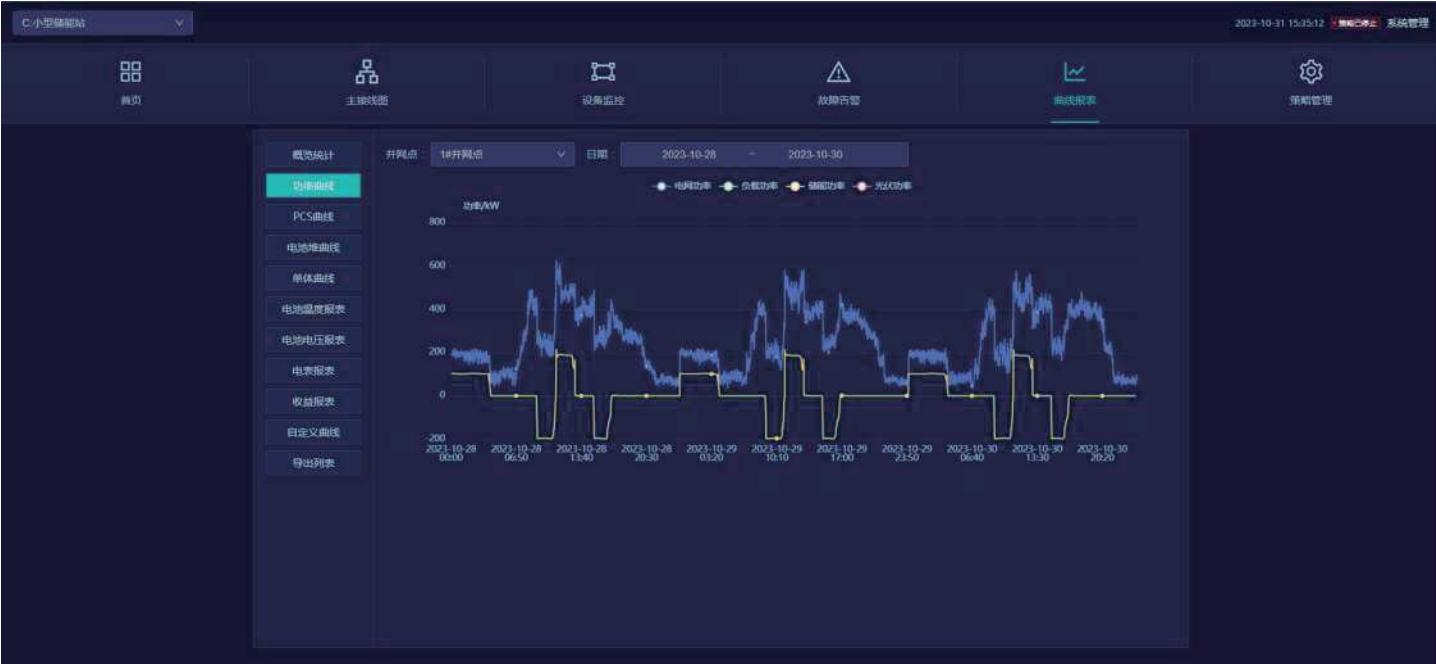 C:小型储能站
2023-10-31 15:35:12 策略已停止 系统管理
首页 主接线图 设备监控 故障告警 曲线报表 策略管理
概览统计
功率曲线
PCS曲线
电池堆曲线
单体曲线
电池温度报表
电池电压报表
电表报表
收益报表
自定义曲线
导出列表
并网点: 1#并网点 日期: 2023-10-28 ~ 2023-10-30
电网功率 负载功率 储能功率 光伏功率
功率/kW
800
600
400
200
0
-200
2023-10-28 2023-10-28 2023-10-28 2023-10-28 2023-10-29 2023-10-29 2023-10-29 2023-10-29 2023-10-30 2023-10-30 2023-10-30
00:00 06:50 13:40 20:30 03:20 10:10 17:00 23:50 06:40 13:30 20:20